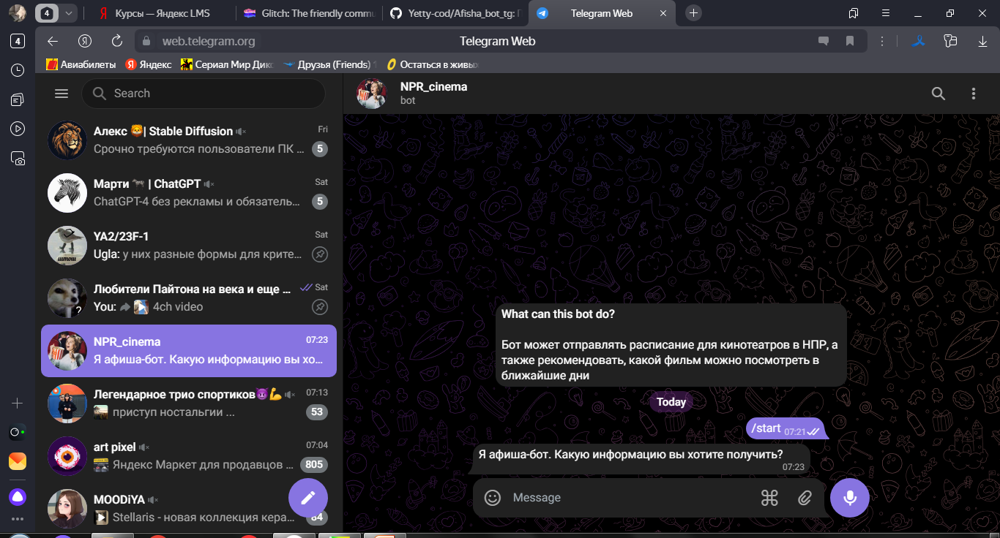 4
Курсы — Яндекс LMS
Glitch: The friendly commu
Yetty-cod/Afisha_bot_tg:
Telegram Web
4
web.telegram.org
Telegram Web
Авиабилеты
Яндекс
Сериал Мир Дик
Друзья (Friends) 1
Остаться в живых
Search
NPR_cinema
bot
Алекс 🦁| Stable Diffusion
Fri
Срочно требуются пользователи ПК ...
5
Марти 🦓 | ChatGPT
Sat
ChatGPT-4 без рекламы и обязатель...
5
YA2/23F-1
Sat
Ugla: у них разные формы для крите...
штош
Любители Пайтона на века и еще ...
Sat
You: 4ch video
?
NPR_cinema
07:23
Я афиша-бот. Какую информацию вы хо...
Легендарное трио спортиков😈💪
07:13
приступ ностальгии ...
53
art pixel
07:04
Яндекс Маркет для продавцов ...
805
MOODiYA
Stellaris - новая коллекция кера...
84
What can this bot do?
Бот может отправлять расписание для кинотеатров в НПР, а
также рекомендовать, какой фильм можно посмотреть в
ближайшие дни
Today
/start 07:21
Я афиша-бот. Какую информацию вы хотите получить?
07:23
Message